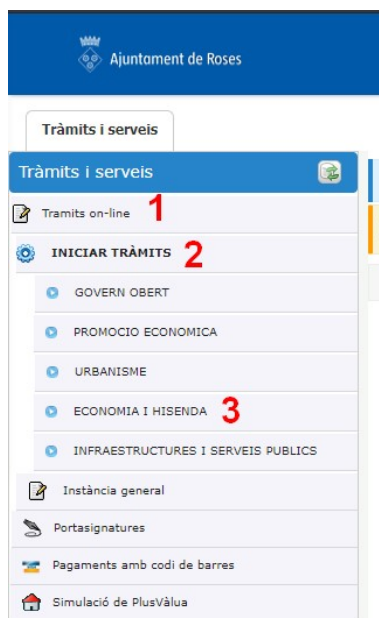 Ajuntament de Roses
Tràmits i serveis
Tràmits i serveis
Tramits on-line 1
INICIAR TRÀMITS 2
GOVERN OBERT
PROMOCIO ECONOMICA
URBANISME
ECONOMIA I HISENDA 3
INFRAESTRUCTURES I SERVEIS PUBLICS
Instància general
Portasignatures
Pagaments amb codi de barres
Simulació de PlusVàlua